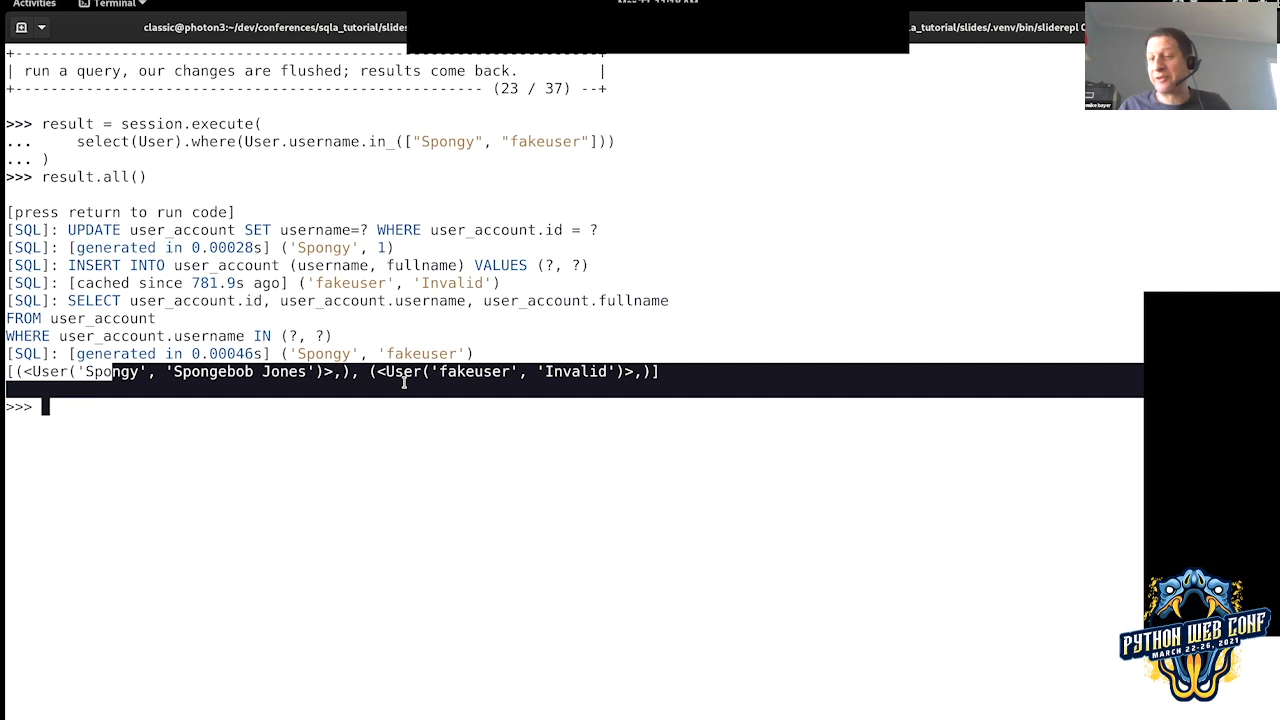 Activities
Terminal
classic@photon3:~/dev/conferences/sqla_tutorial/slides
la_tutorial/slides/.venv/bin/sliderepl
mike bayer
+------------------------------------------------------------------+
| run a query, our changes are flushed; results come back.         |
+----------------------------------------------------- (23 / 37) --+
>>> result = session.execute(
...     select(User).where(User.username.in_(["Spongy", "fakeuser"]))
... )
>>> result.all()
[press return to run code]
[SQL]: UPDATE user_account SET username=? WHERE user_account.id = ?
[SQL]: [generated in 0.00028s] ('Spongy', 1)
[SQL]: INSERT INTO user_account (username, fullname) VALUES (?, ?)
[SQL]: [cached since 781.9s ago] ('fakeuser', 'Invalid')
[SQL]: SELECT user_account.id, user_account.username, user_account.fullname
FROM user_account
WHERE user_account.username IN (?, ?)
[SQL]: [generated in 0.00046s] ('Spongy', 'fakeuser')
[(<User('Spongy', 'Spongebob Jones')>,), (<User('fakeuser', 'Invalid')>,)]
>>>
PYTHON WEB CONF
MARCH 22-26, 2021